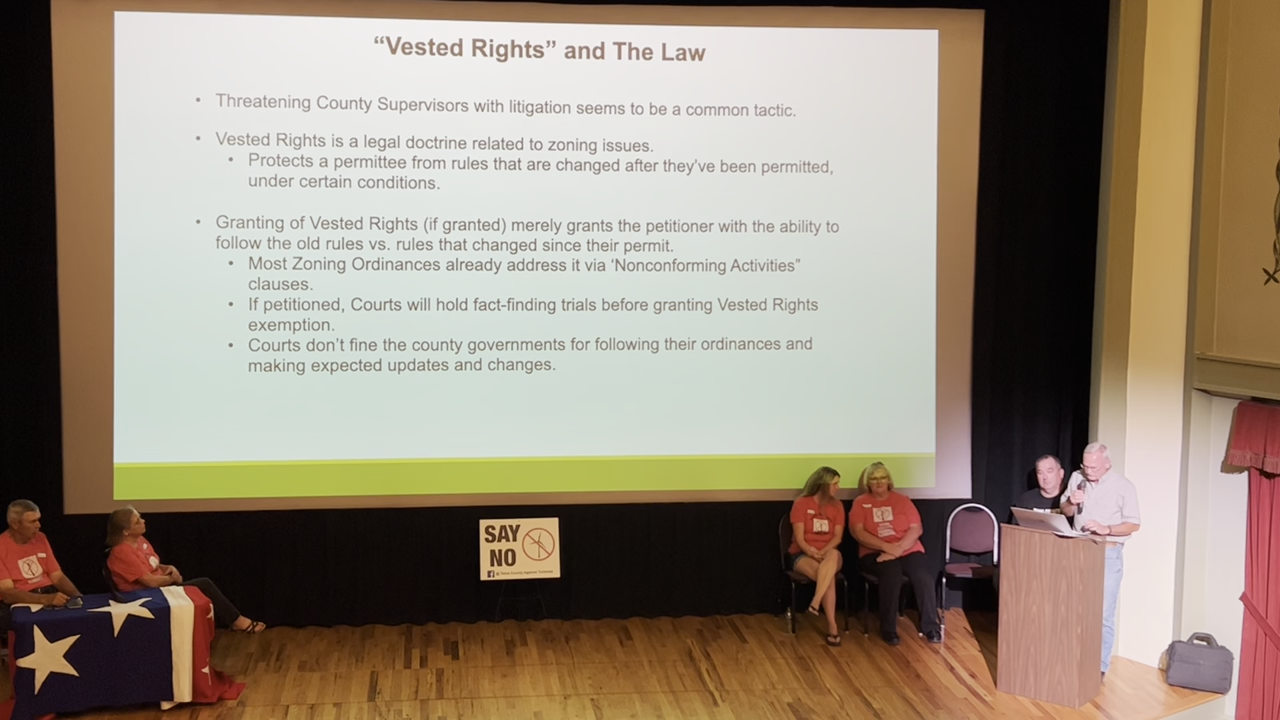 “Vested Rights” and The Law
• Threatening County Supervisors with litigation seems to be a common tactic.
• Vested Rights is a legal doctrine related to zoning issues.
• Protects a permittee from rules that are changed after they’ve been permitted,
under certain conditions.
• Granting of Vested Rights (if granted) merely grants the petitioner with the ability to
follow the old rules vs. rules that changed since their permit.
• Most Zoning Ordinances already address it via ‘Nonconforming Activities”
clauses.
• If petitioned, Courts will hold fact-finding trials before granting Vested Rights
exemption.
• Courts don’t fine the county governments for following their ordinances and
making expected updates and changes.
SAY
NO
County Against